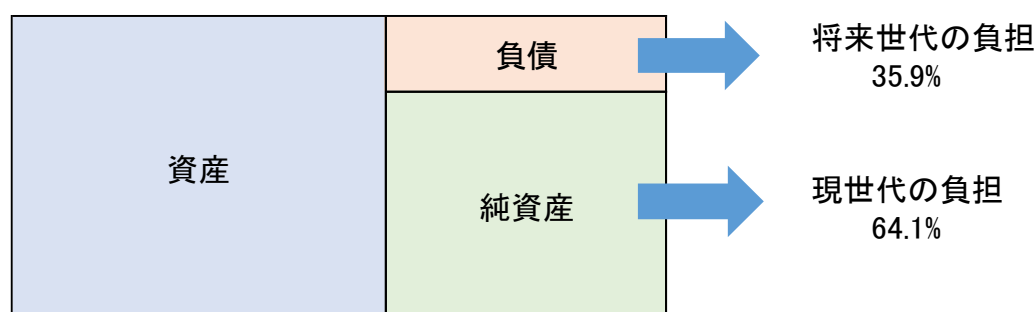 資産
負債
純資産
将来世代の負担
35.9%
現世代の負担
64.1%